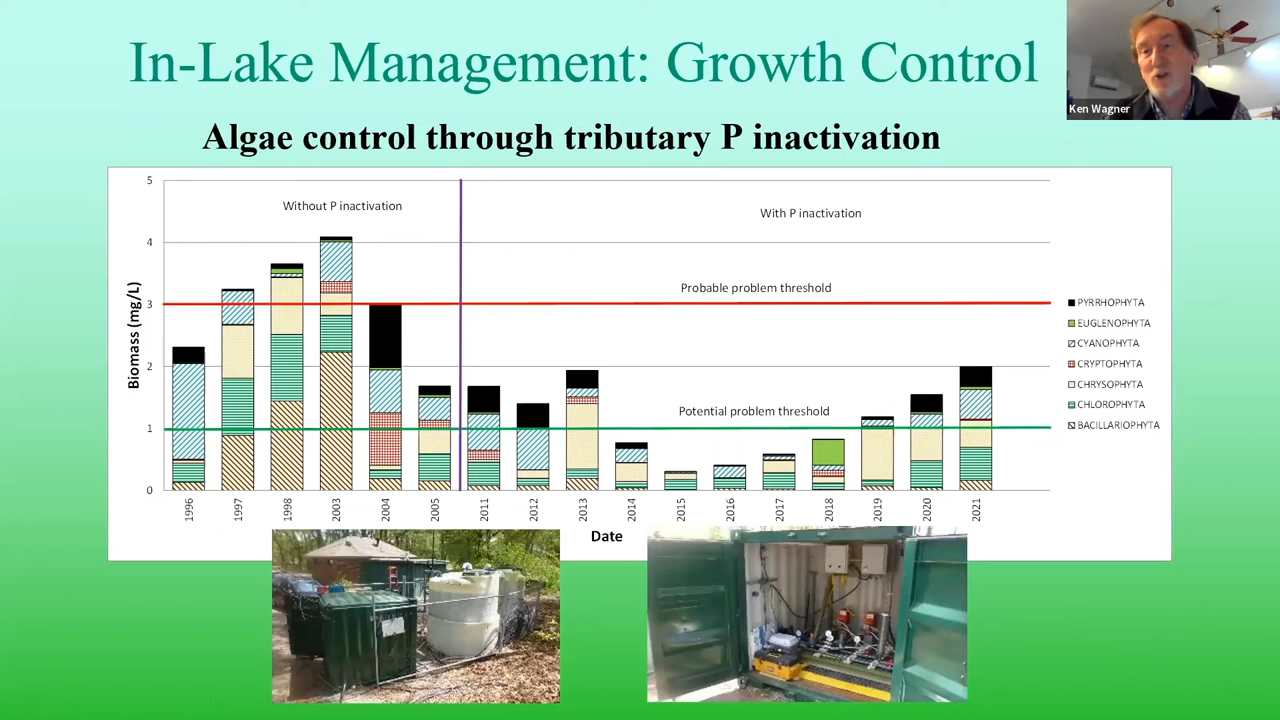 In-Lake Management: Growth Control
Ken Wagner
Algae control through tributary P inactivation
5
4
3
2
1
0
Biomass (mg/L)
Without P inactivation
With P inactivation
Probable problem threshold
Potential problem threshold
PYRRHOPHYTA
EUGLENOPHYTA
CYANOPHYTA
CRYPTOPHYTA
CHRYSOPHYTA
CHLOROPHYTA
BACILLARIOPHYTA
1996
1997
1998
2003
2004
2005
2011
2012
2013
2014
2015
2016
2017
2018
2019
2020
2021
Date